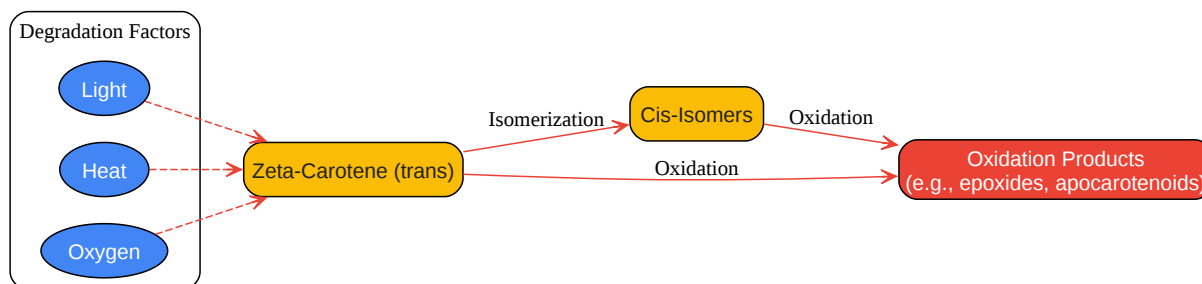 Degradation Factors
Light
Heat
Oxygen
Zeta-Carotene (trans)
Isomerization
Cis-Isomers
Oxidation
Oxidation
Oxidation Products
(e.g., epoxides, apocarotenoids)